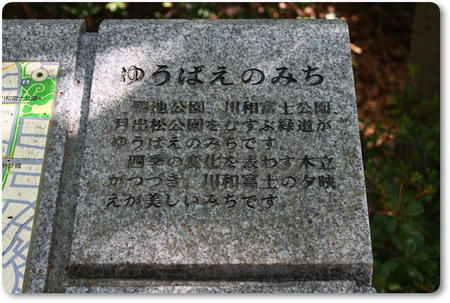 ゆうばえのみち
鴨池公園、川和富士公園
月出松公園をむすぶ緑道が
ゆうばえのみちです。
四季の変化を表わす木立
がつづき、川和富士の夕映
えが美しいみちです。